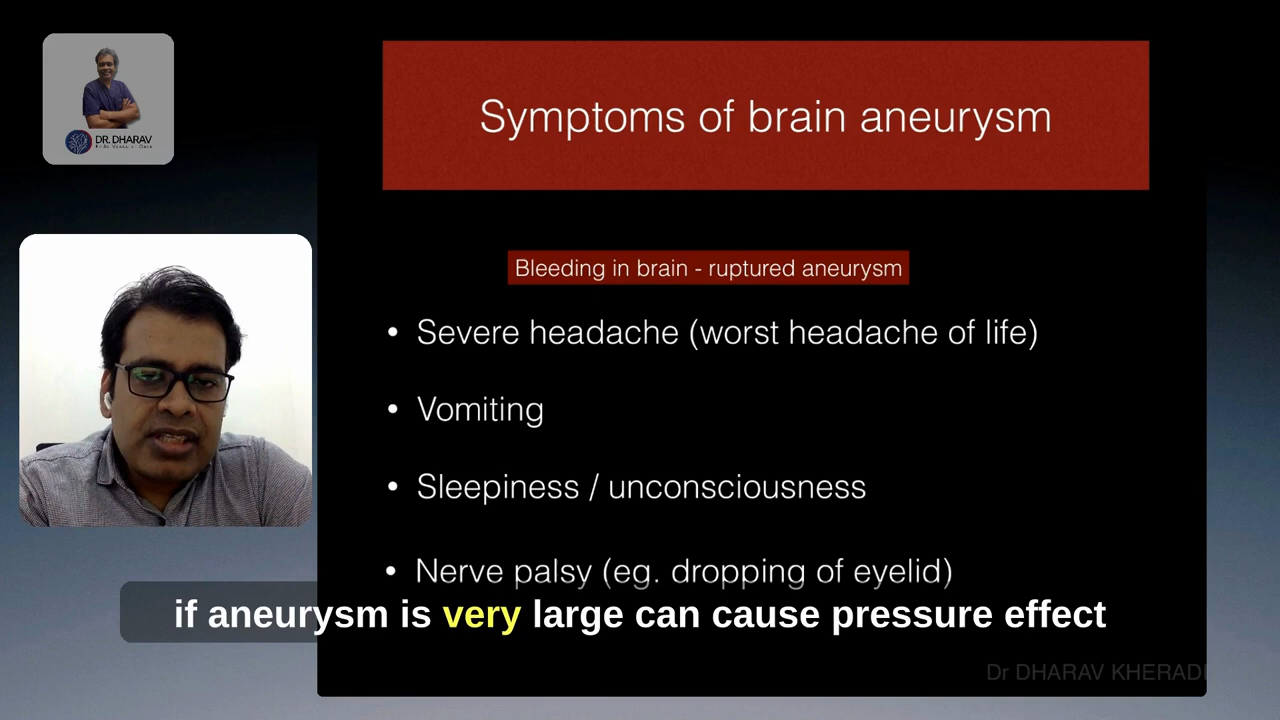 DR. DHARAV
Symptoms of brain aneurysm
Bleeding in brain - ruptured aneurysm
• Severe headache (worst headache of life)
• Vomiting
• Sleepiness / unconsciousness
• Nerve palsy (eg. dropping of eyelid)
if aneurysm is very large can cause pressure effect
Dr DHARAV KHERADI